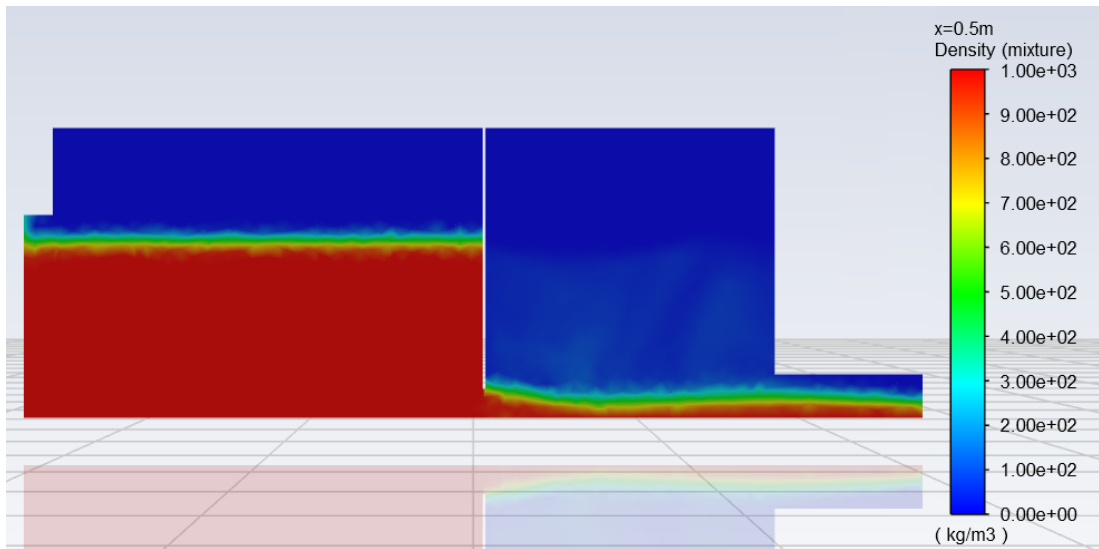 x=0.5m
Density (mixture)
1.00e+03
9.00e+02
8.00e+02
7.00e+02
6.00e+02
5.00e+02
4.00e+02
3.00e+02
2.00e+02
1.00e+02
0.00e+00
( kg/m3 )